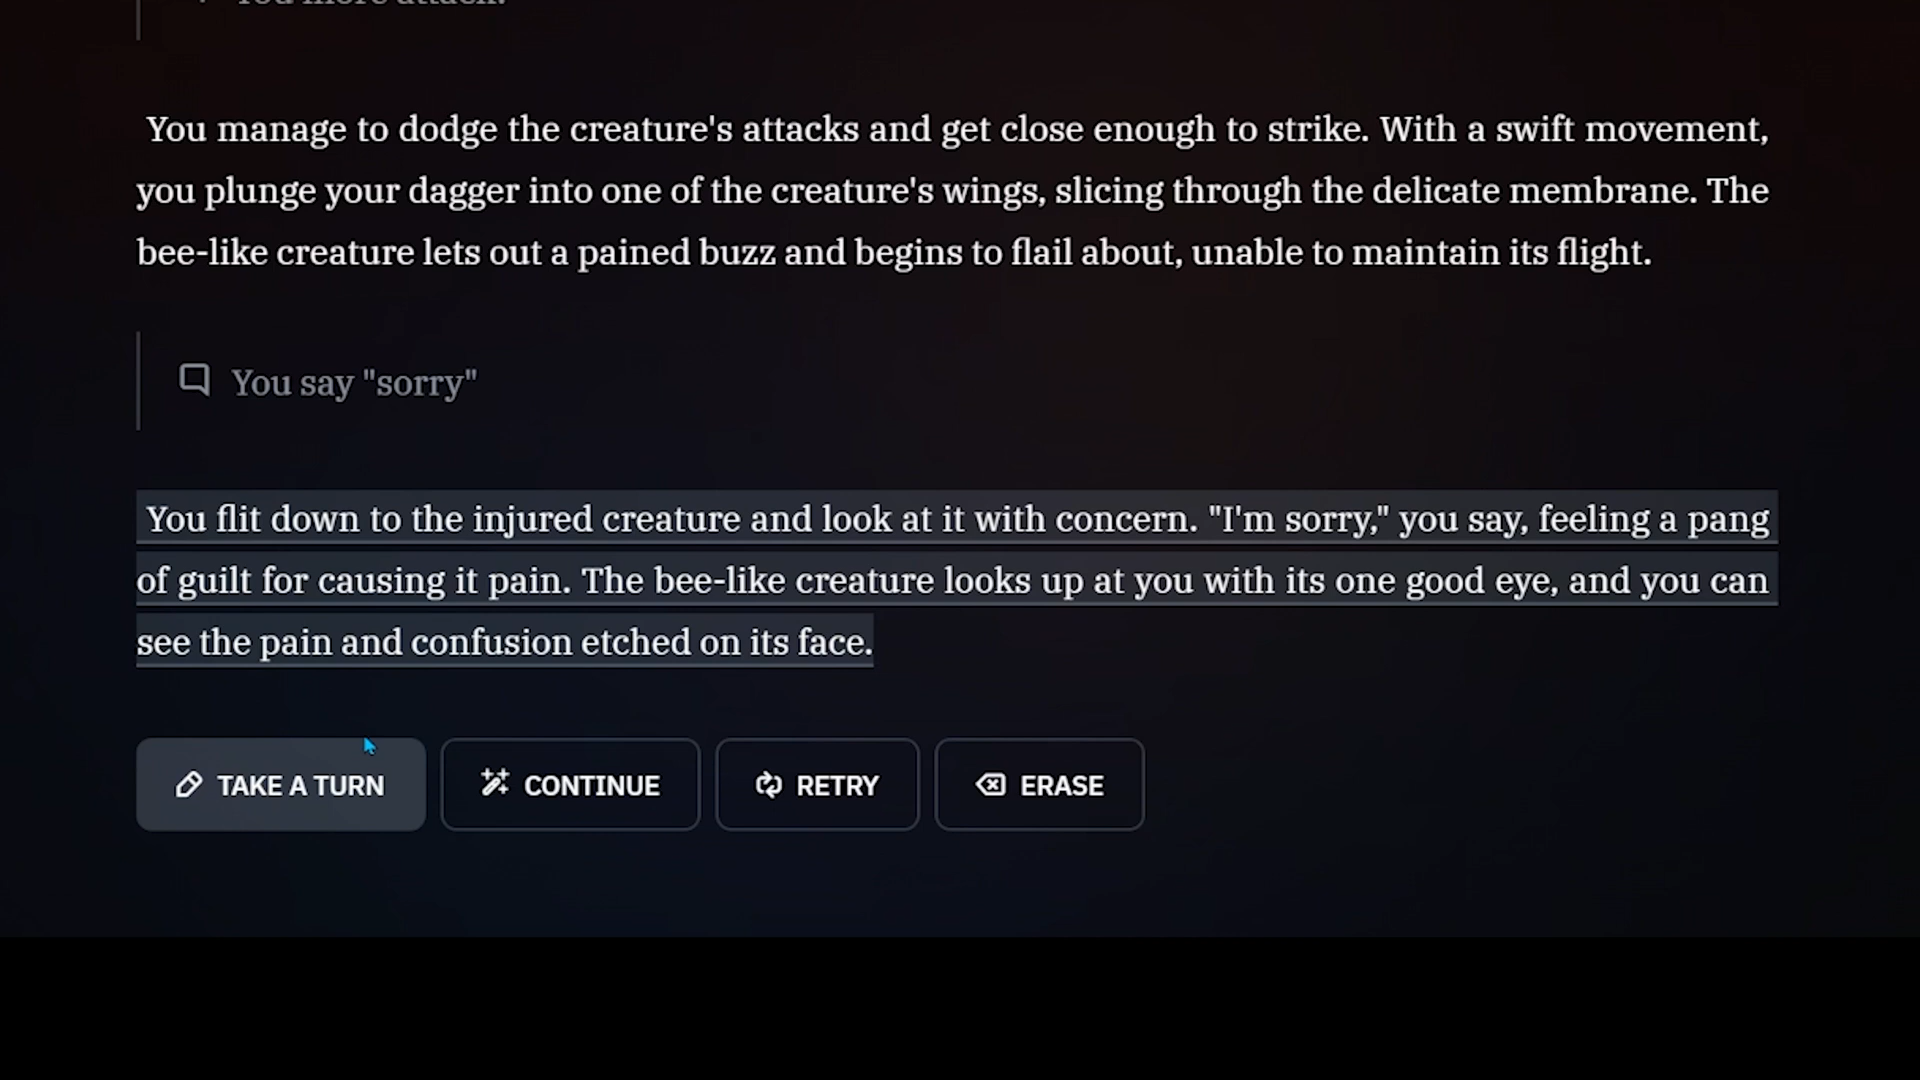 You more attack.
You manage to dodge the creature's attacks and get close enough to strike. With a swift movement,
you plunge your dagger into one of the creature's wings, slicing through the delicate membrane. The
bee-like creature lets out a pained buzz and begins to flail about, unable to maintain its flight.
You say "sorry"
You flit down to the injured creature and look at it with concern. "I'm sorry," you say, feeling a pang
of guilt for causing it pain. The bee-like creature looks up at you with its one good eye, and you can
see the pain and confusion etched on its face.
TAKE A TURN CONTINUE RETRY ERASE